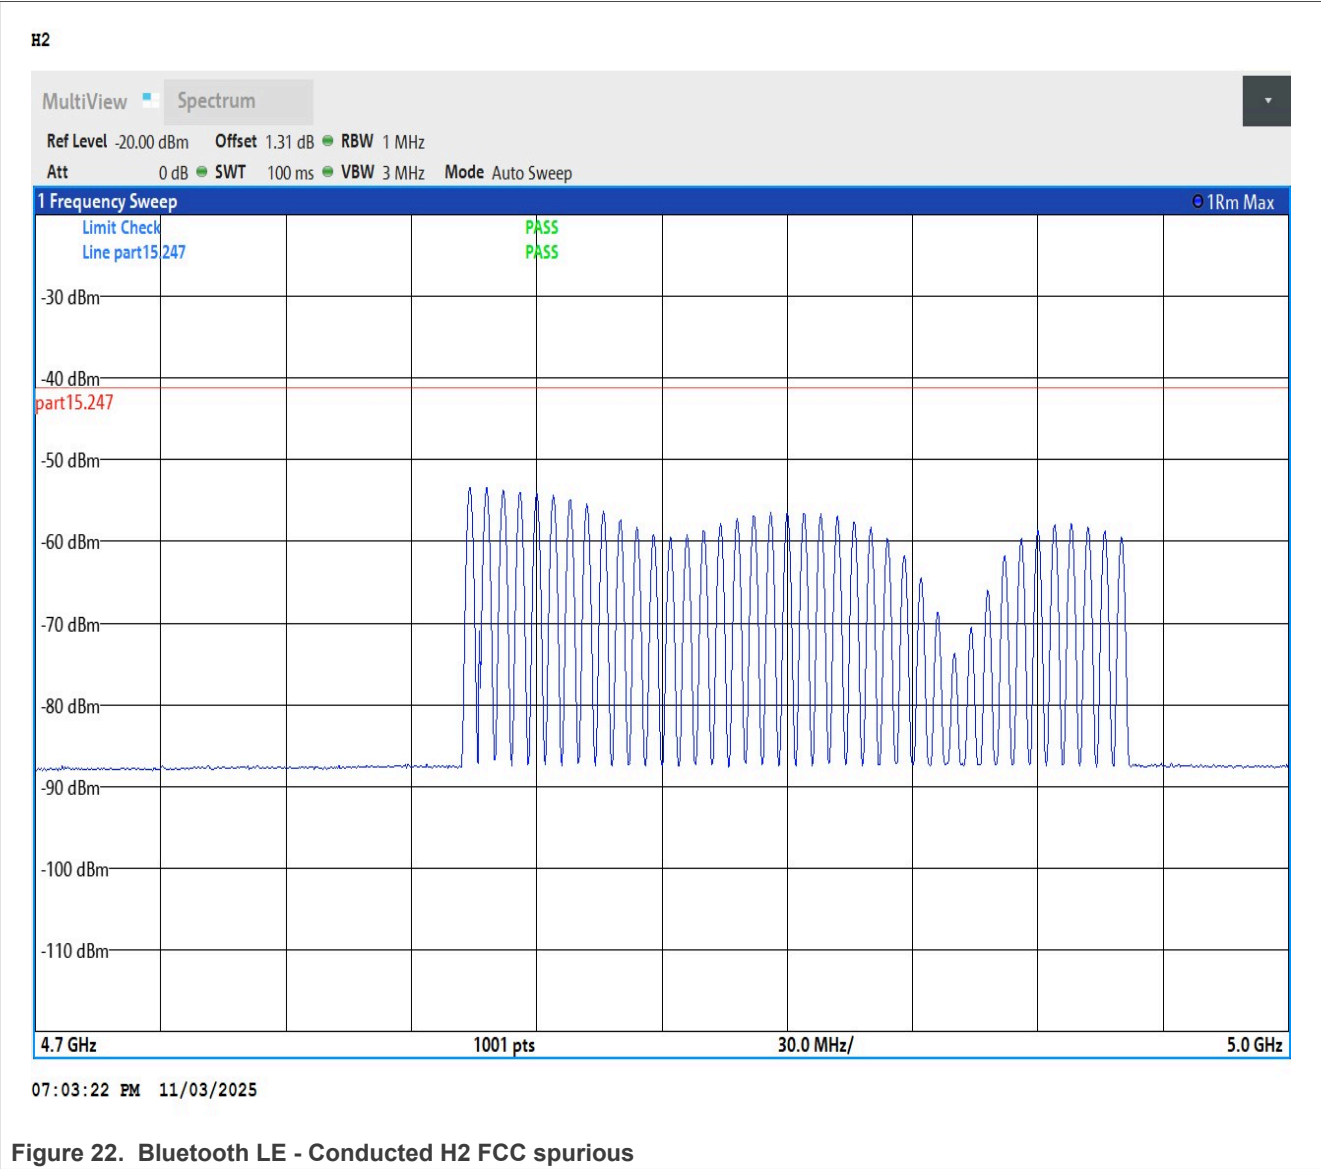 H2
MultiView Spectrum
Ref Level -20.00 dBm Offset 1.31 dB RBW 1 MHz
Att 0 dB SWT 100 ms VBW 3 MHz Mode Auto Sweep
1 Frequency Sweep 1Rm Max
Limit Check PASS
Line part15.247 PASS
-30 dBm
-40 dBm
part15.247
-50 dBm
-60 dBm
-70 dBm
-80 dBm
-90 dBm
-100 dBm
-110 dBm
4.7 GHz 1001 pts 30.0 MHz/ 5.0 GHz
07:03:22 PM 11/03/2025
Figure 22. Bluetooth LE - Conducted H2 FCC spurious